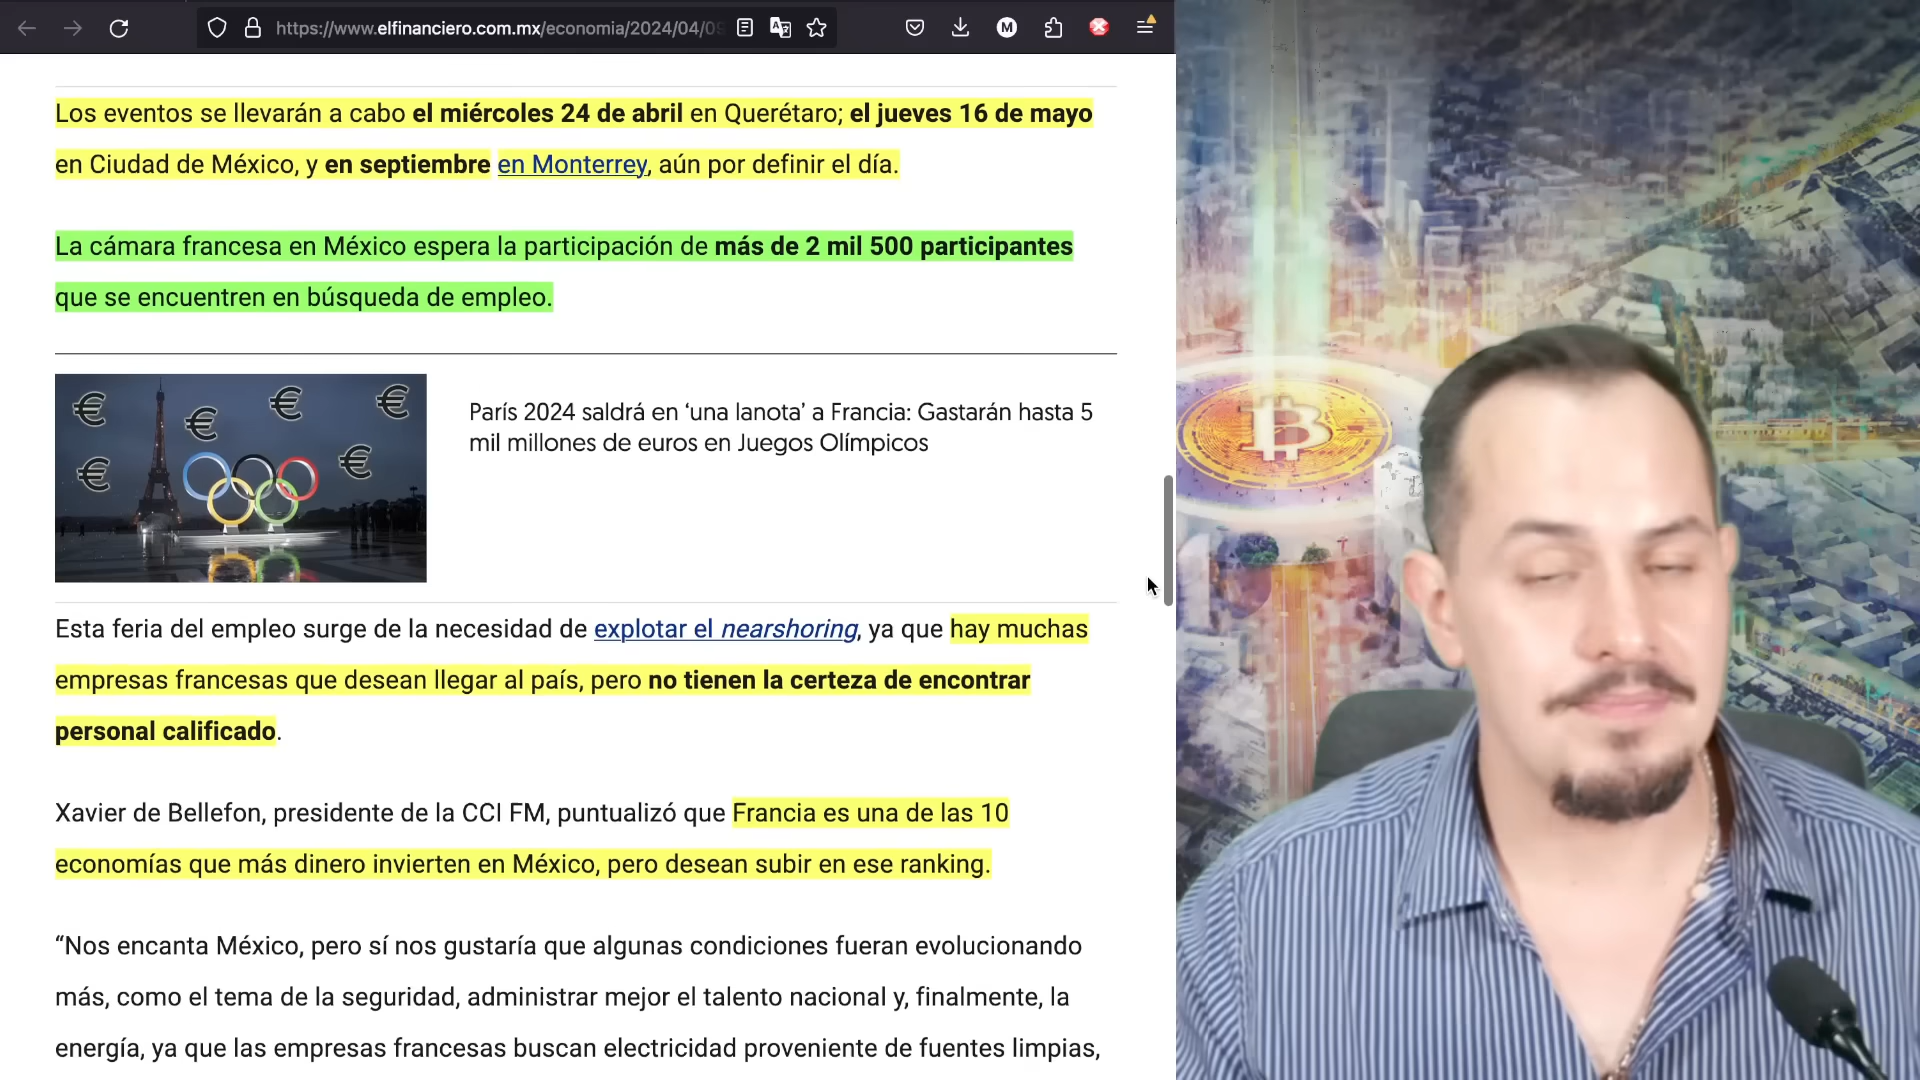 https://www.elfinanciero.com.mx/economia/2024/04/09
M
Los eventos se llevarán a cabo el miércoles 24 de abril en Querétaro; el jueves 16 de mayo
en Ciudad de México, y en septiembre en Monterrey, aún por definir el día.
La cámara francesa en México espera la participación de más de 2 mil 500 participantes
que se encuentren en búsqueda de empleo.
€ € € € € €
París 2024 saldrá en ‘una lanota’ a Francia: Gastarán hasta 5
mil millones de euros en Juegos Olímpicos
Esta feria del empleo surge de la necesidad de explotar el nearshoring, ya que hay muchas
empresas francesas que desean llegar al país, pero no tienen la certeza de encontrar
personal calificado.
Xavier de Bellefon, presidente de la CCI FM, puntualizó que Francia es una de las 10
economías que más dinero invierten en México, pero desean subir en ese ranking.
“Nos encanta México, pero sí nos gustaría que algunas condiciones fueran evolucionando
más, como el tema de la seguridad, administrar mejor el talento nacional y, finalmente, la
energía, ya que las empresas francesas buscan electricidad proveniente de fuentes limpias,